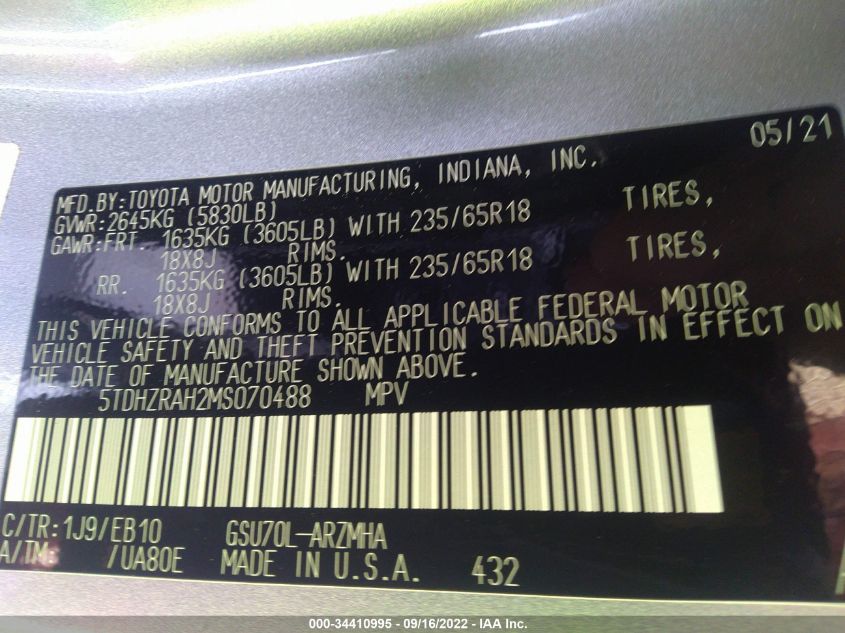 05/21
MFD.BY:TOYOTA MOTOR MANUFACTURING, INDIANA, INC.
GVWR:2645KG (5830LB)
GAWR:FRT 1635KG (3605LB) WITH 235/65R18 TIRES,
18X8J RIMS.
RR. 1635KG (3605LB) WITH 235/65R18 TIRES,
18X8J RIMS.
THIS VEHICLE CONFORMS TO ALL APPLICABLE FEDERAL MOTOR
VEHICLE SAFETY AND THEFT PREVENTION STANDARDS IN EFFECT ON
THE DATE OF MANUFACTURE SHOWN ABOVE.
5TDHZRAH2MS070488 MPV
C/TR:1J9/EB10 GSU70L-ARZMHA
A/TM: /UA80E MADE IN U.S.A. 432
000-34410995 - 09/16/2022 - IAA Inc.